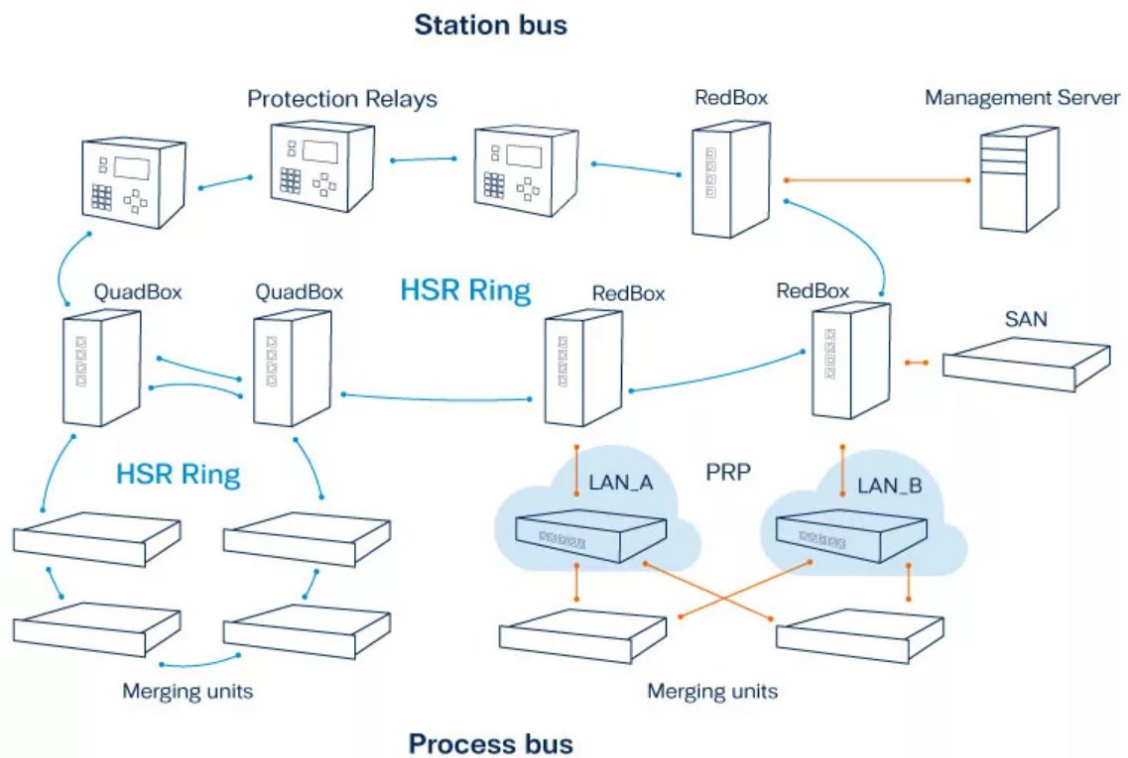 Station bus
Protection Relays
RedBox
Management Server
QuadBox
QuadBox
HSR Ring
RedBox
RedBox
SAN
HSR Ring
LAN_A
PRP
LAN_B
Merging units
Merging units
Process bus